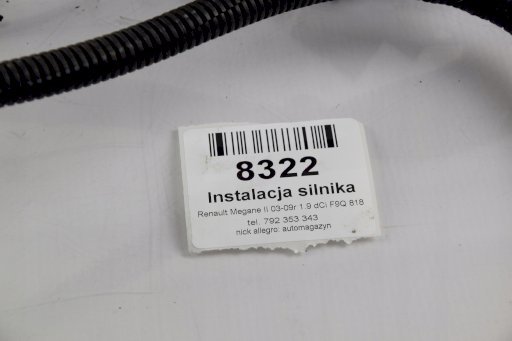 8322
Instalacja silnika
Renault Megane II 03-09r 1.9 dCi F9Q 818
tel. 792 353 343
nick allegro: automagazyn